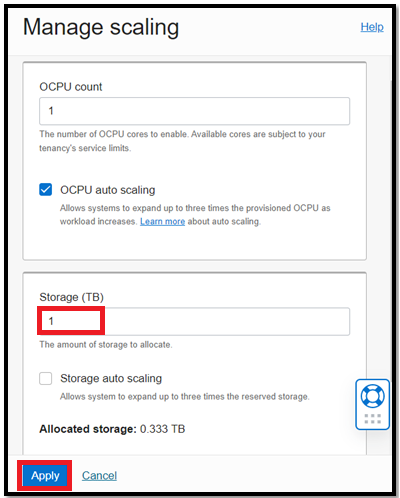 Manage scaling
Help
OCPU count
1
The number of OCPU cores to enable. Available cores are subject to your
tenancy's service limits.
OCPU auto scaling
Allows systems to expand up to three times the provisioned OCPU as
workload increases. Learn more about auto scaling.
Storage (TB)
1
The amount of storage to allocate.
Storage auto scaling
Allows system to expand up to three times the reserved storage.
Allocated storage: 0.333 TB
Apply
Cancel